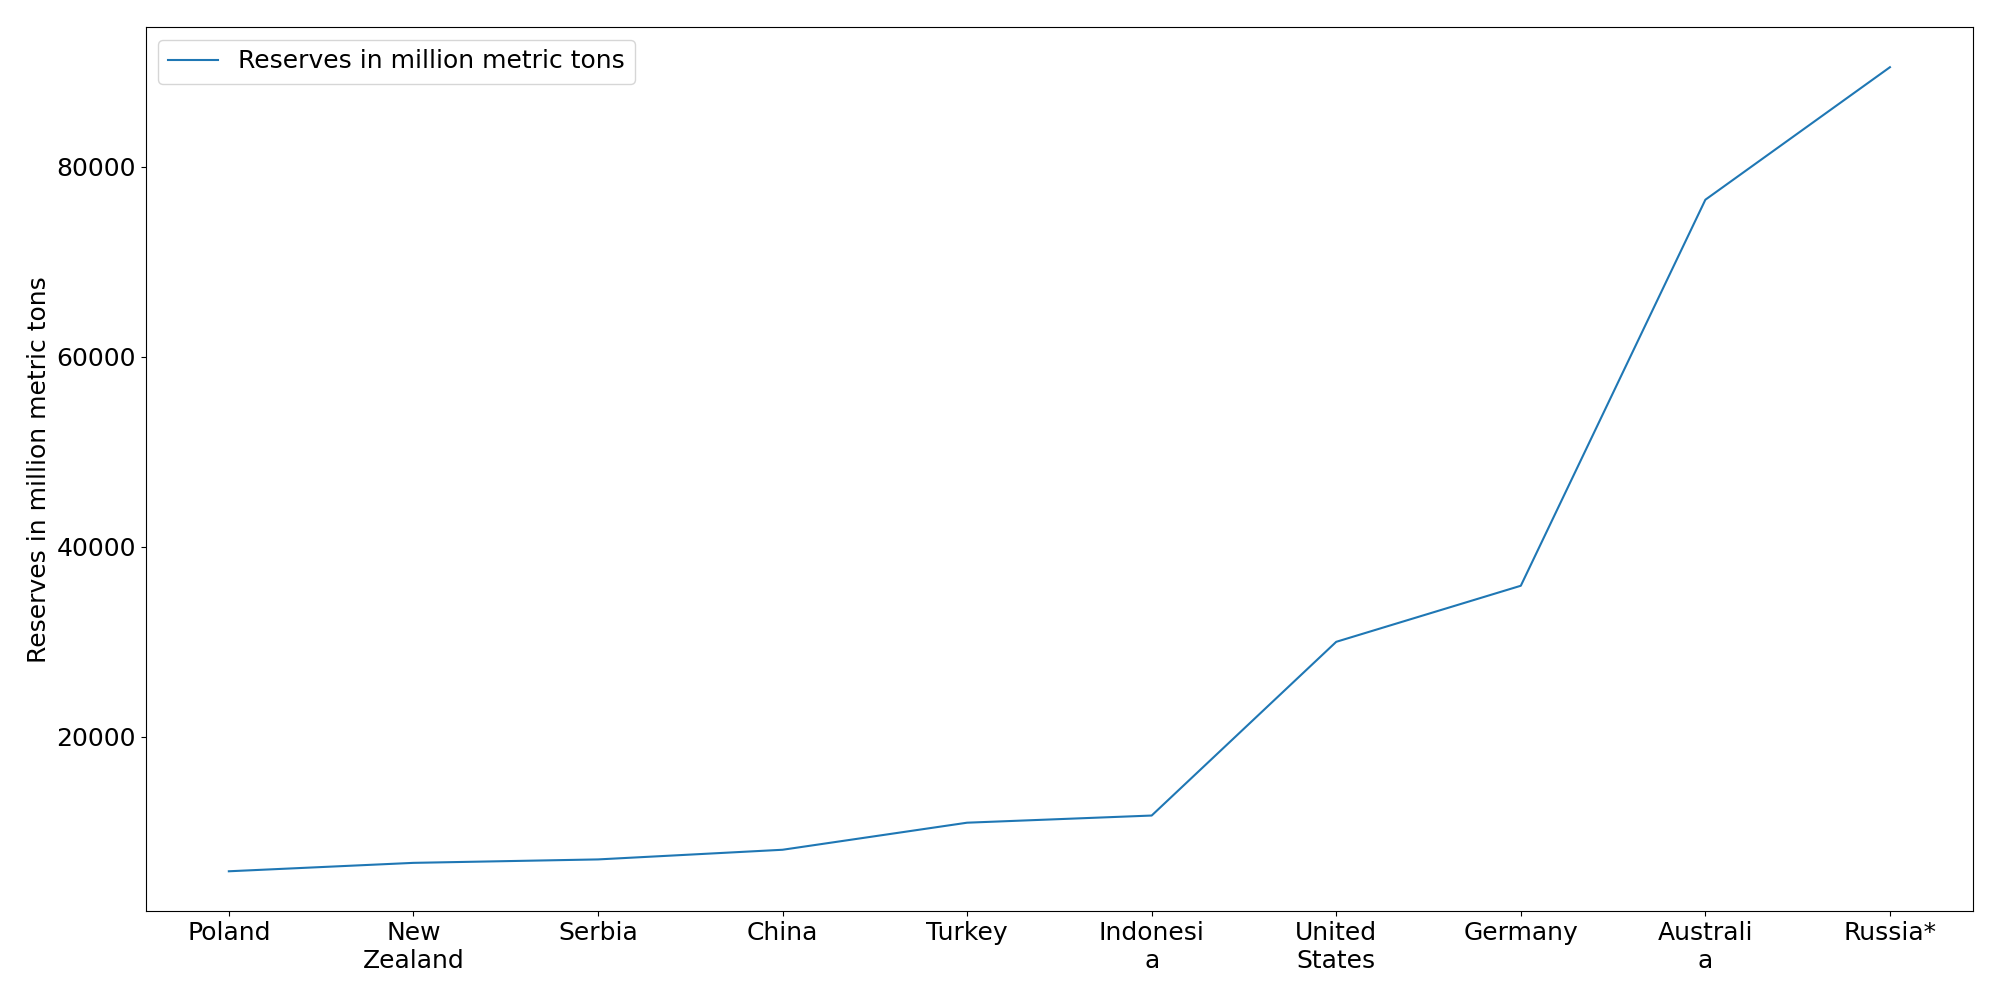 Reserves in million metric tons
80000
60000
40000
20000
Reserves in million metric tons
Poland
New
Zealand
Serbia
China
Turkey
Indonesi
a
United
States
Germany
Australi
a
Russia*